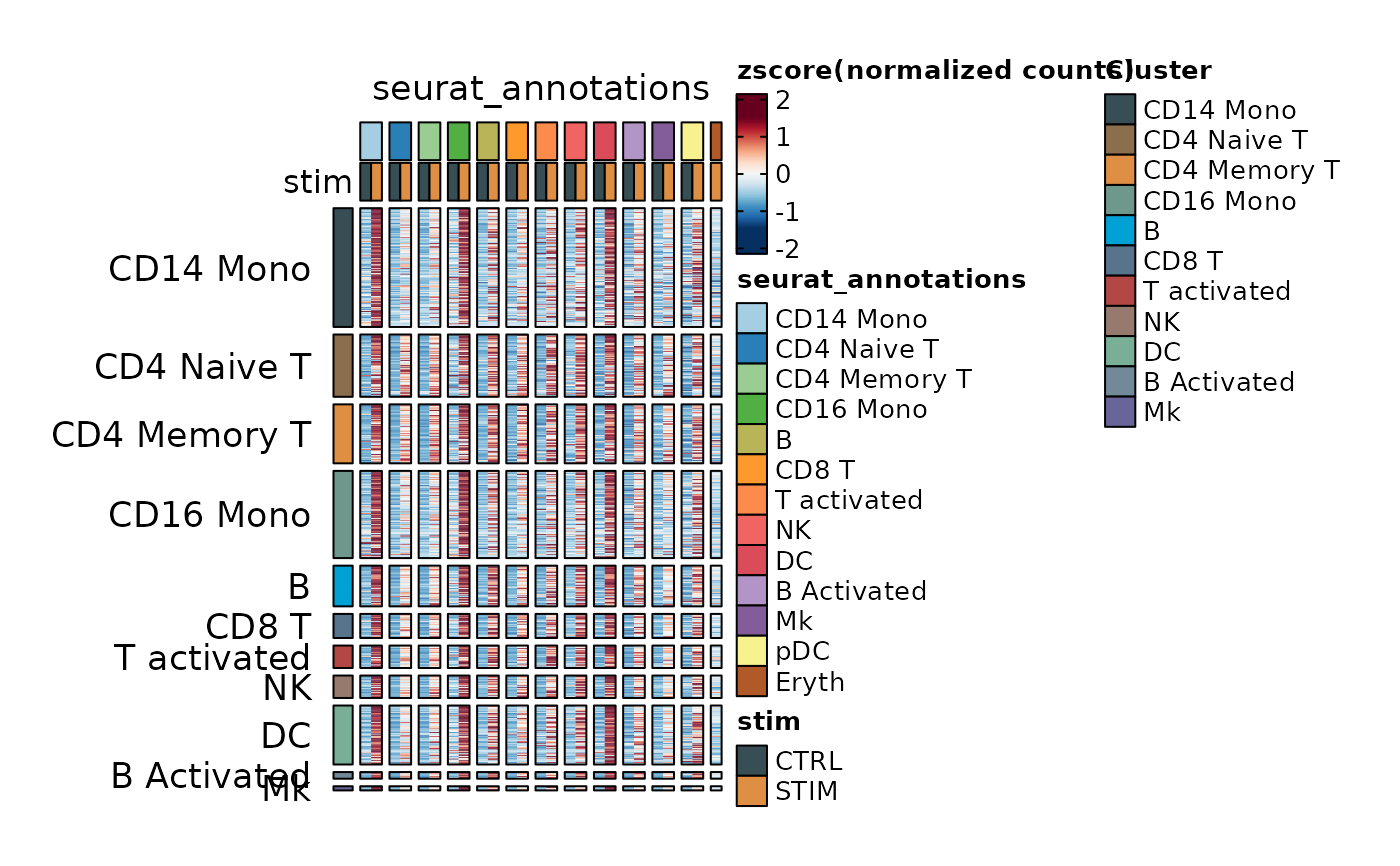 seurat_annotations
stim
CD14 Mono
CD4 Naive T
CD4 Memory T
CD16 Mono
B
CD8 T
T activated
NK
DC
B Activated
Mk
zscore(normalized counts)
2
1
0
-1
-2
seurat_annotations
CD14 Mono
CD4 Naive T
CD4 Memory T
CD16 Mono
B
CD8 T
T activated
NK
DC
B Activated
Mk
pDC
Eryth
stim
CTRL
STIM
Cluster
CD14 Mono
CD4 Naive T
CD4 Memory T
CD16 Mono
B
CD8 T
T activated
NK
DC
B Activated
Mk